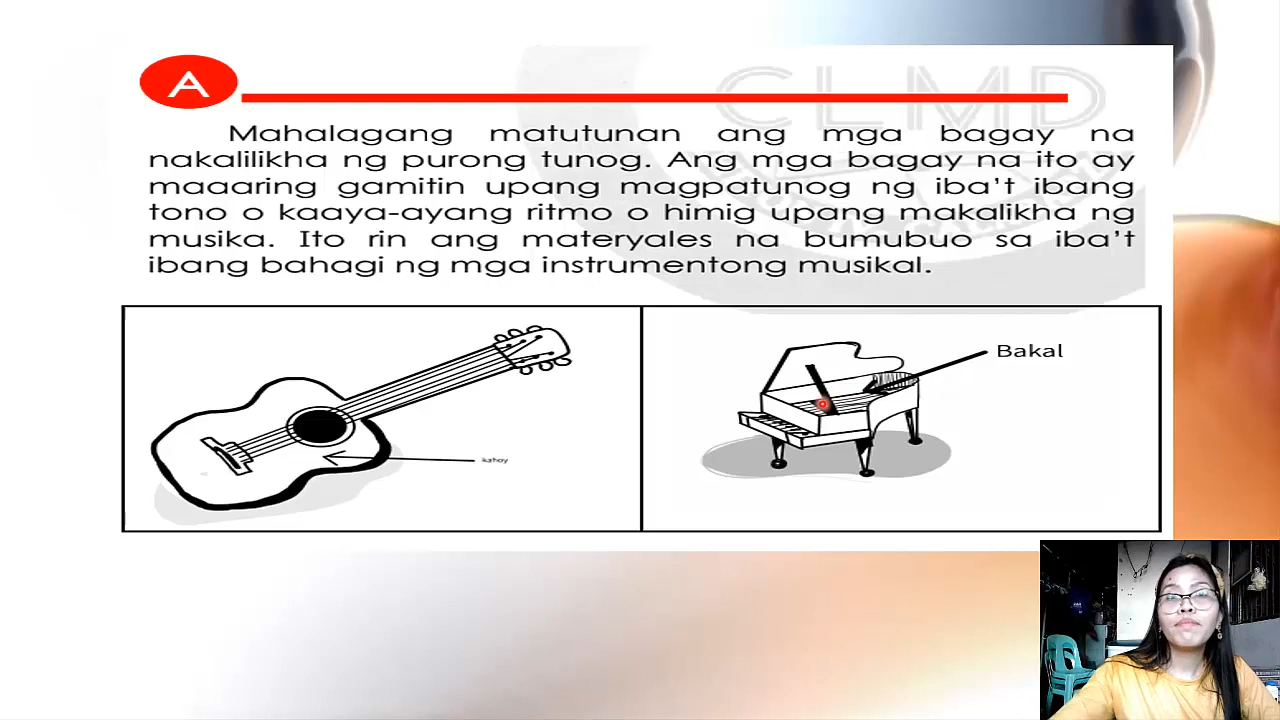 A
CLMD
Mahalagang matutunan ang mga bagay na
nakalilikha ng purong tunog. Ang mga bagay na ito ay
maaaring gamitin upang magpatunog ng iba't ibang
tono o kaaya-ayang ritmo o himig upang makalikha ng
musika. Ito rin ang materyales na bumubuo sa iba't
ibang bahagi ng mga instrumentong musikal.
Bakal
kahoy